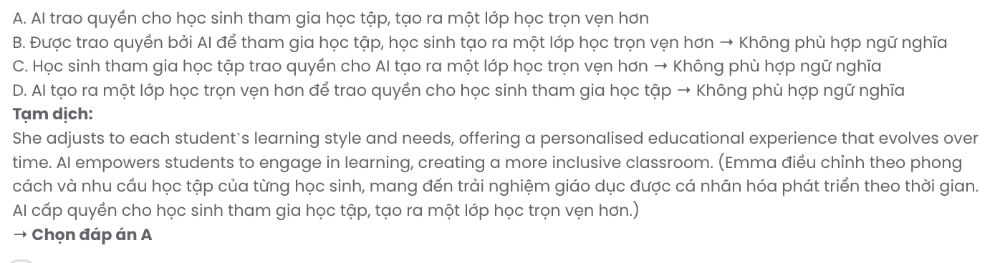 A. AI trao quyền cho học sinh tham gia học tập, tạo ra một lớp học trọn vẹn hơn
B. Được trao quyền bởi AI để tham gia học tập, học sinh tạo ra một lớp học trọn vẹn hơn → Không phù hợp ngữ nghĩa
C. Học sinh tham gia học tập trao quyền cho AI tạo ra một lớp học trọn vẹn hơn → Không phù hợp ngữ nghĩa
D. AI tạo ra một lớp học trọn vẹn hơn để trao quyền cho học sinh tham gia học tập → Không phù hợp ngữ nghĩa
Tạm dịch:
She adjusts to each student’s learning style and needs, offering a personalised educational experience that evolves over
time. AI empowers students to engage in learning, creating a more inclusive classroom. (Emma điều chỉnh theo phong
cách và nhu cầu học tập của từng học sinh, mang đến trải nghiệm giáo dục được cá nhân hóa phát triển theo thời gian.
AI cấp quyền cho học sinh tham gia học tập, tạo ra một lớp học trọn vẹn hơn.)
→ Chọn đáp án A